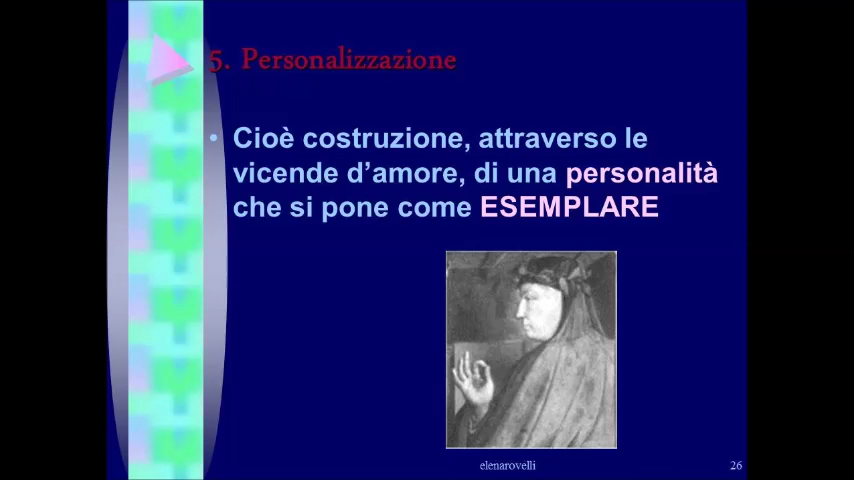 5. Personalizzazione
• Cioè costruzione, attraverso le
vicende d’amore, di una personalità
che si pone come ESEMPLARE
elenarovelli
26